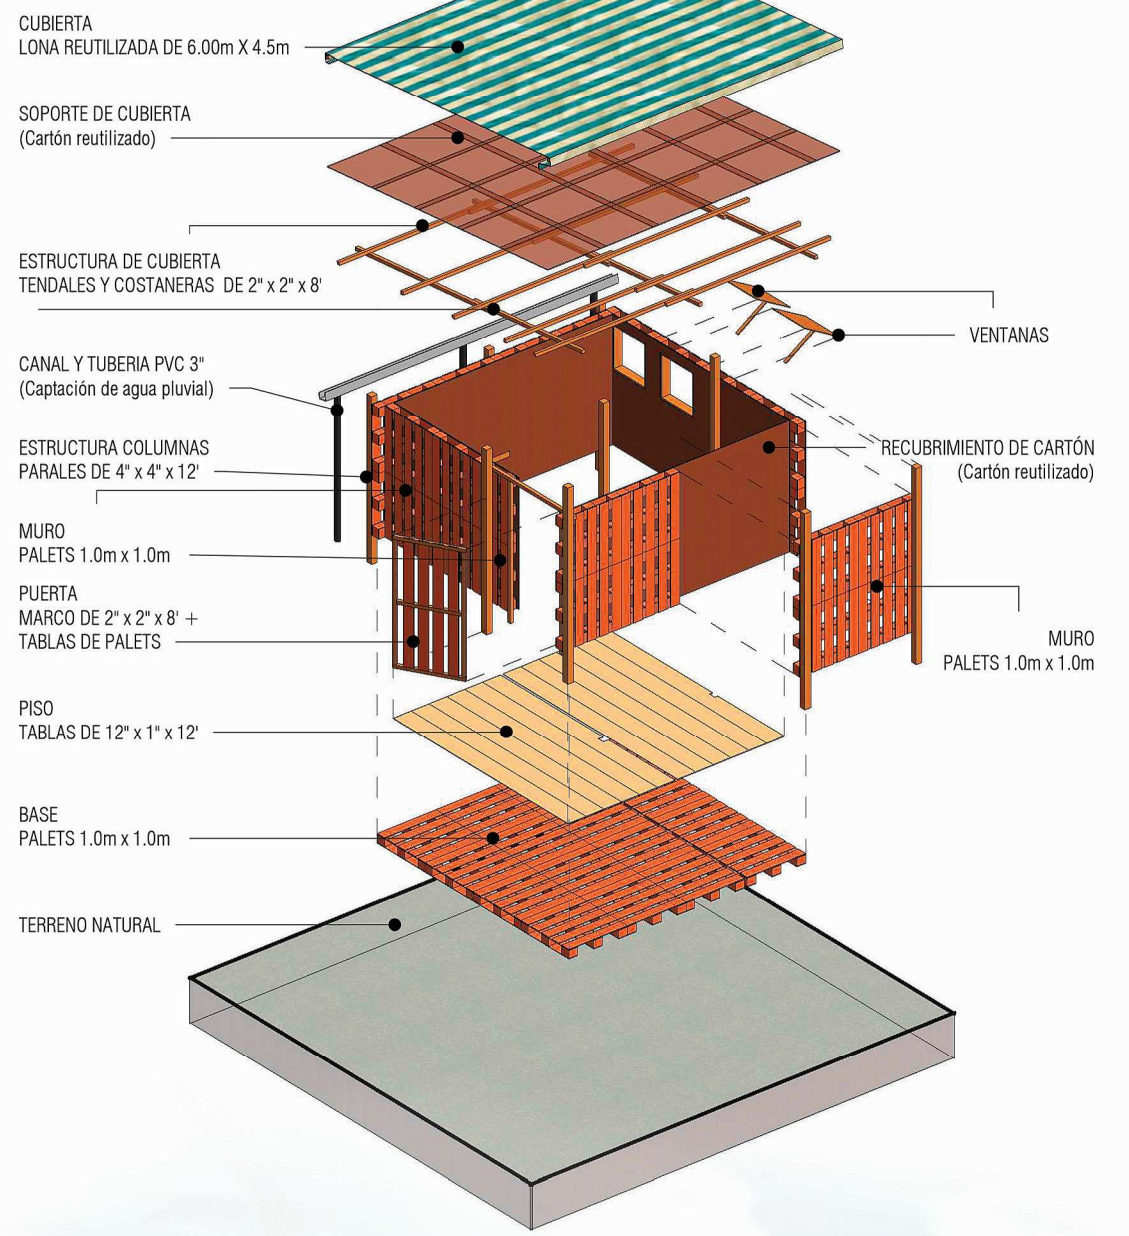 CUBIERTA
LONA REUTILIZADA DE 6.00m X 4.5m
SOPORTE DE CUBIERTA
(Cartón reutilizado)
ESTRUCTURA DE CUBIERTA
TENDALES Y COSTANERAS DE 2" x 2" x 8'
VENTANAS
CANAL Y TUBERIA PVC 3"
(Captación de agua pluvial)
ESTRUCTURA COLUMNAS
PARALES DE 4" x 4" x 12'
RECUBRIMIENTO DE CARTÓN
(Cartón reutilizado)
MURO
PALETS 1.0m x 1.0m
PUERTA
MARCO DE 2" x 2" x 8' +
TABLAS DE PALETS
MURO
PALETS 1.0m x 1.0m
PISO
TABLAS DE 12" x 1" x 12'
BASE
PALETS 1.0m x 1.0m
TERRENO NATURAL